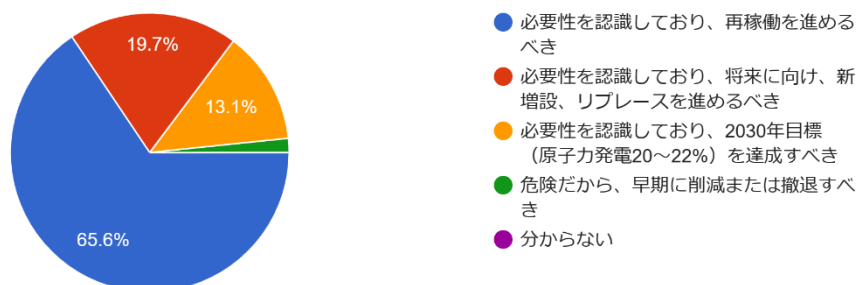 19.7%
13.1%
65.6%
必要性を認識しており、再稼働を進める
べき
必要性を認識しており、将来に向け、新
増設、リプレースを進めるべき
必要性を認識しており、2030年目標
（原子力発電20～22%）を達成すべき
危険だから、早期に削減または撤退すべ
き
分からない